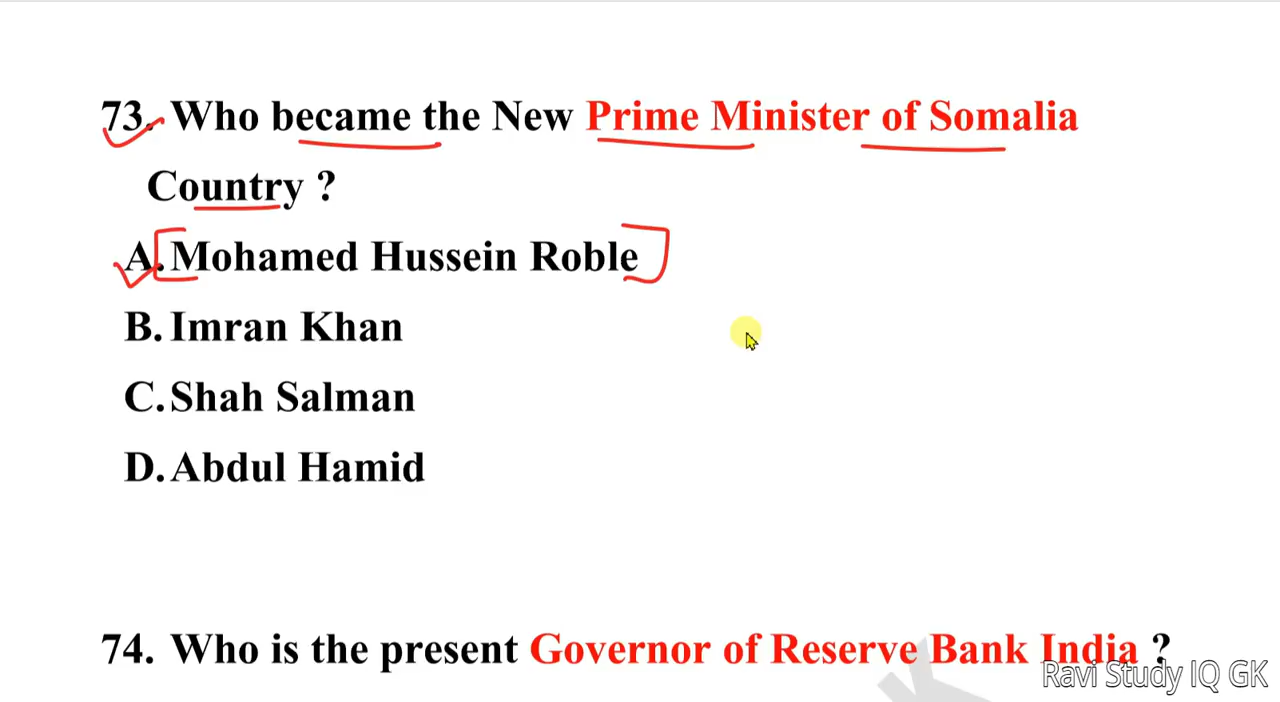 73. Who became the New Prime Minister of Somalia
Country ?
A. Mohamed Hussein Roble
B. Imran Khan
C. Shah Salman
D. Abdul Hamid
74. Who is the present Governor of Reserve Bank India ?
Ravi Study IQ GK